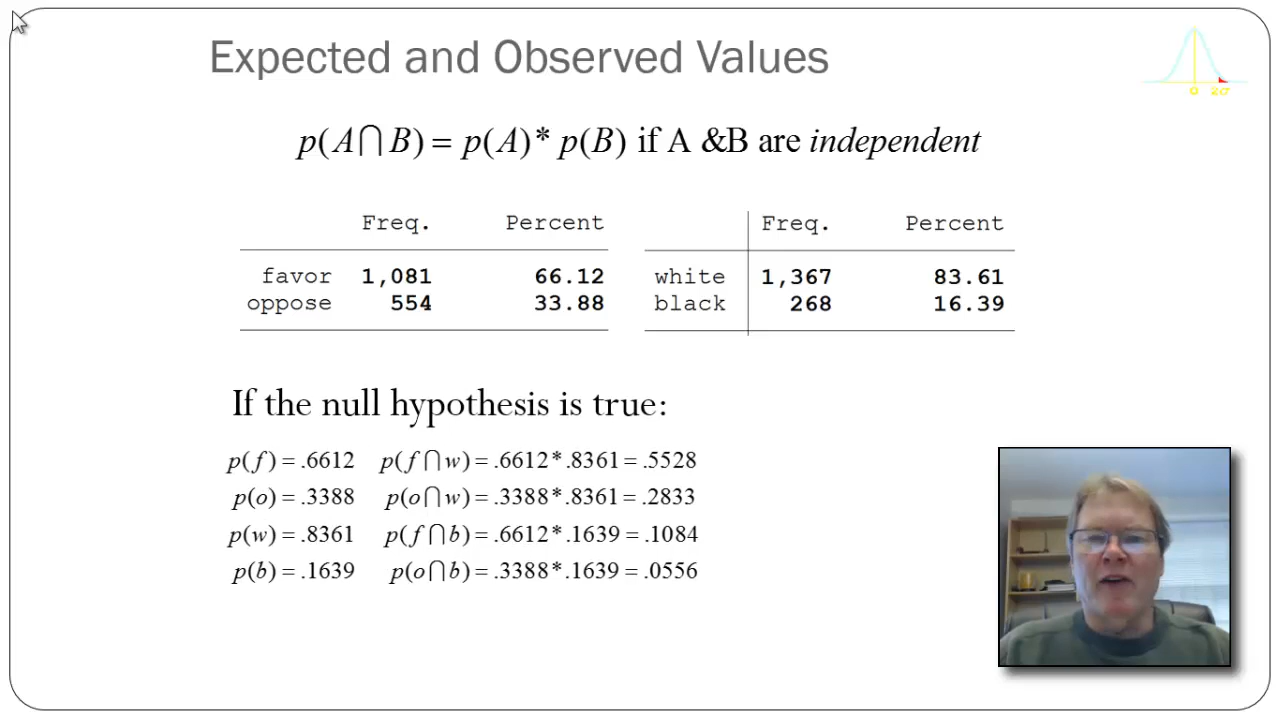 Expected and Observed Values
0 2σ
p(A⋂B) = p(A)* p(B) if A &B are independent
Freq. Percent
favor 1,081 66.12
oppose 554 33.88
Freq. Percent
white 1,367 83.61
black 268 16.39
If the null hypothesis is true:
p(f) = .6612 p(f⋂w) = .6612*.8361 = .5528
p(o) = .3388 p(o⋂w) = .3388*.8361 = .2833
p(w) = .8361 p(f⋂b) = .6612*.1639 = .1084
p(b) = .1639 p(o⋂b) = .3388*.1639 = .0556